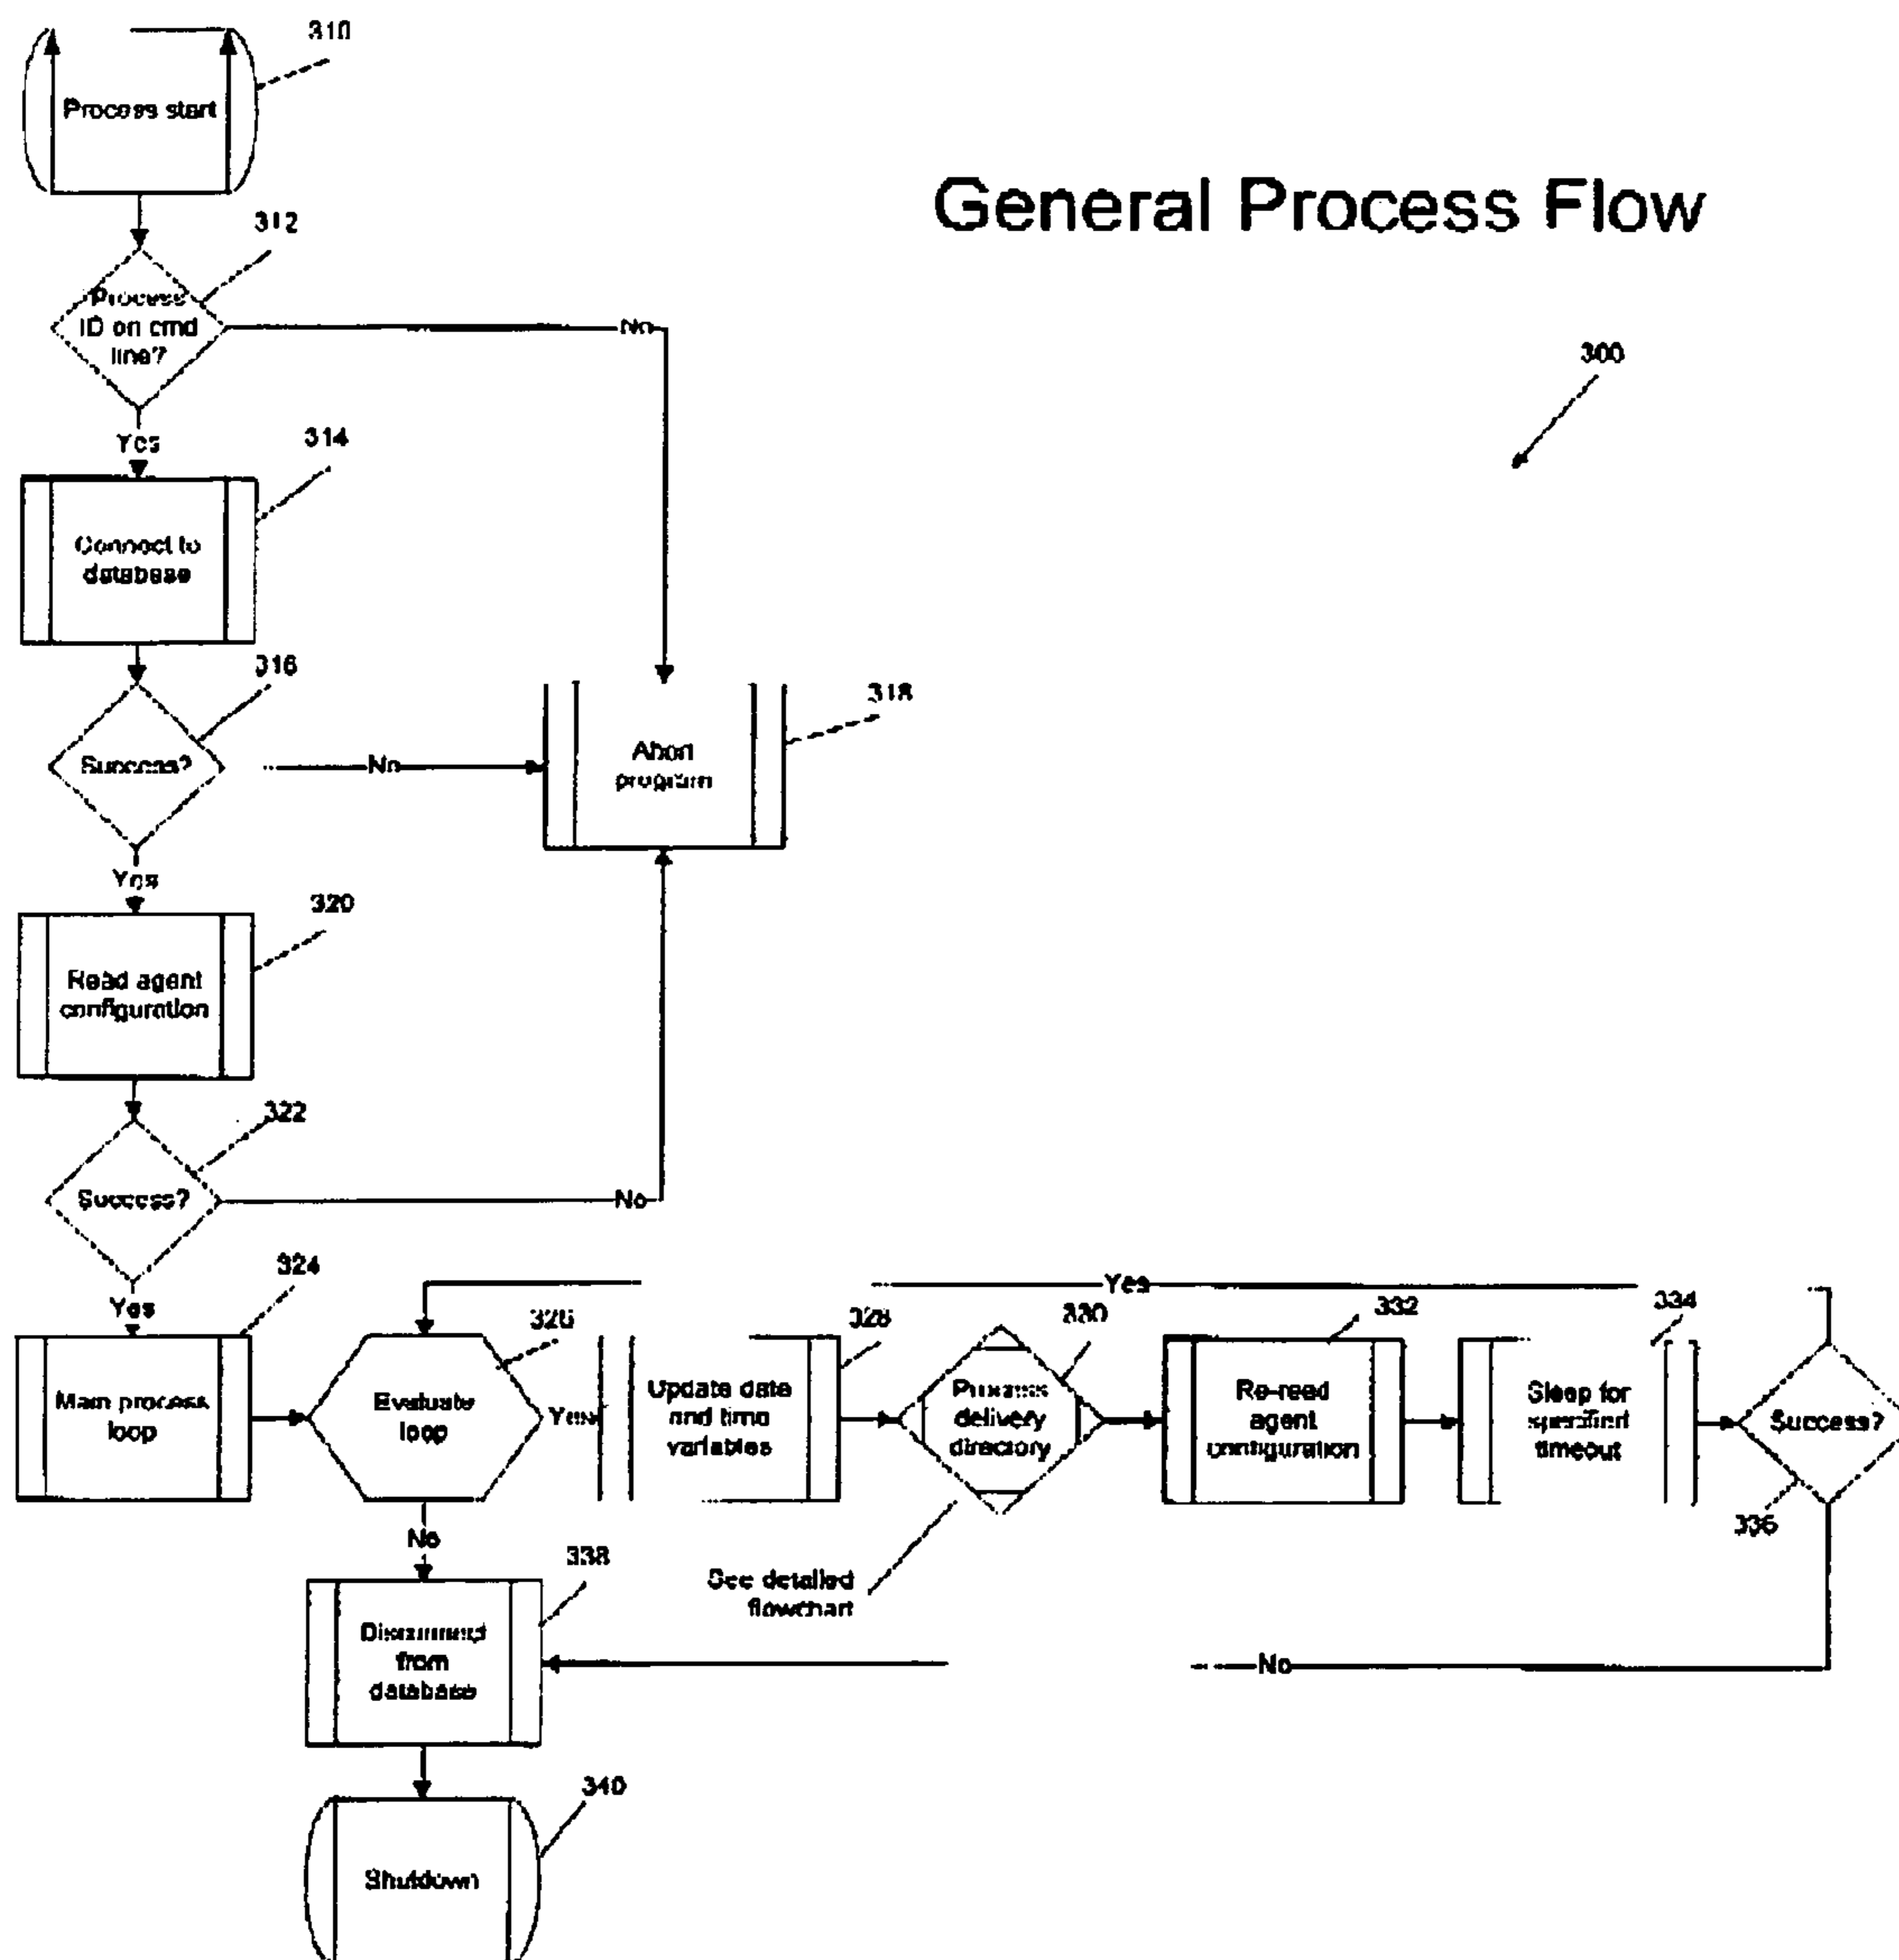 310
Process start
General Process Flow
312
Process
ID on cmd
line?
No
300
Yes
314
Connect to
database
316
318
Success?
No
Abort
program
Yes
320
Read agent
configuration
322
Success?
No
324
Yes
Yes
326
328
330
332
334
Main process
loop
Evaluate
loop
Yes
Update date
and time
variables
Process
delivery
directory
Re-read
agent
configuration
Sleep for
specified
timeout
Success?
336
No
338
See detailed
flowchart
Disconnect
from
database
No
340
Shutdown